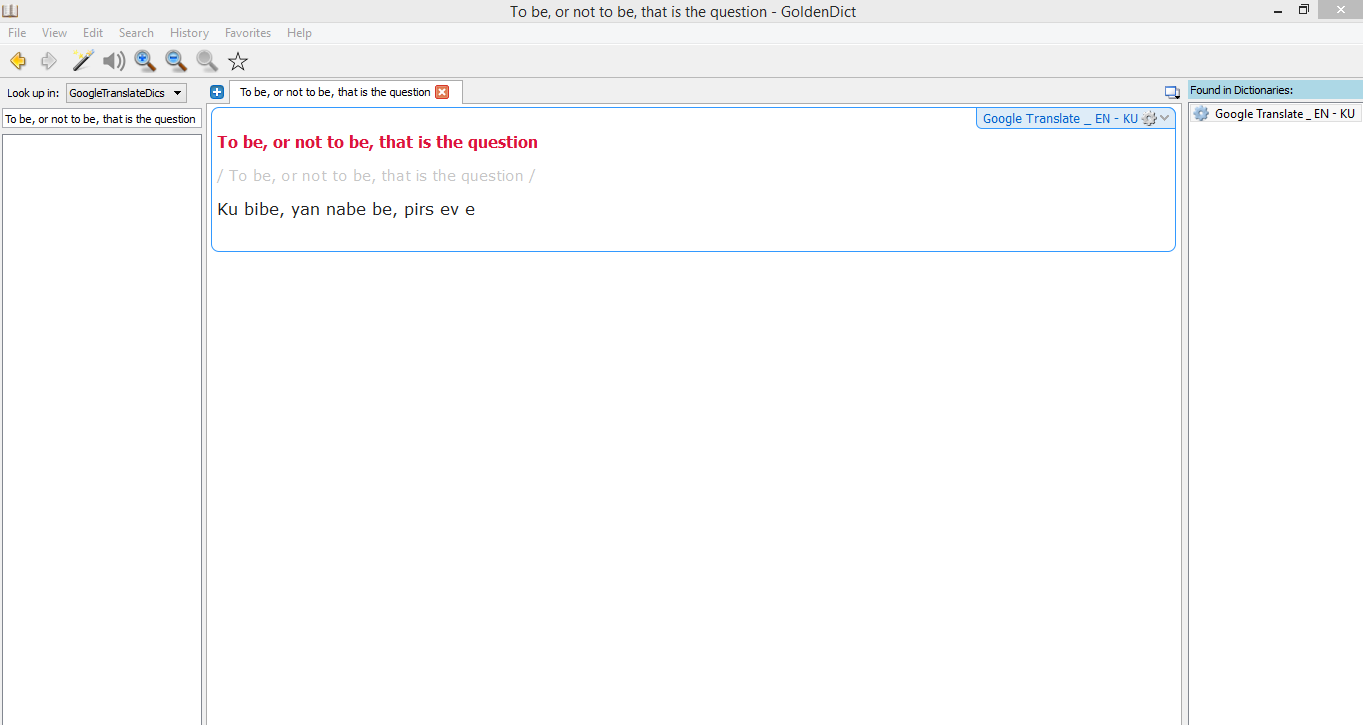 To be, or not to be, that is the question - GoldenDict
File View Edit Search History Favorites Help
Look up in: GoogleTranslateDics
To be, or not to be, that is the question
To be, or not to be, that is the question
Found in Dictionaries:
Google Translate _ EN - KU
Google Translate _ EN - KU
To be, or not to be, that is the question
/ To be, or not to be, that is the question /
Ku bibe, yan nabe be, pirs ev e